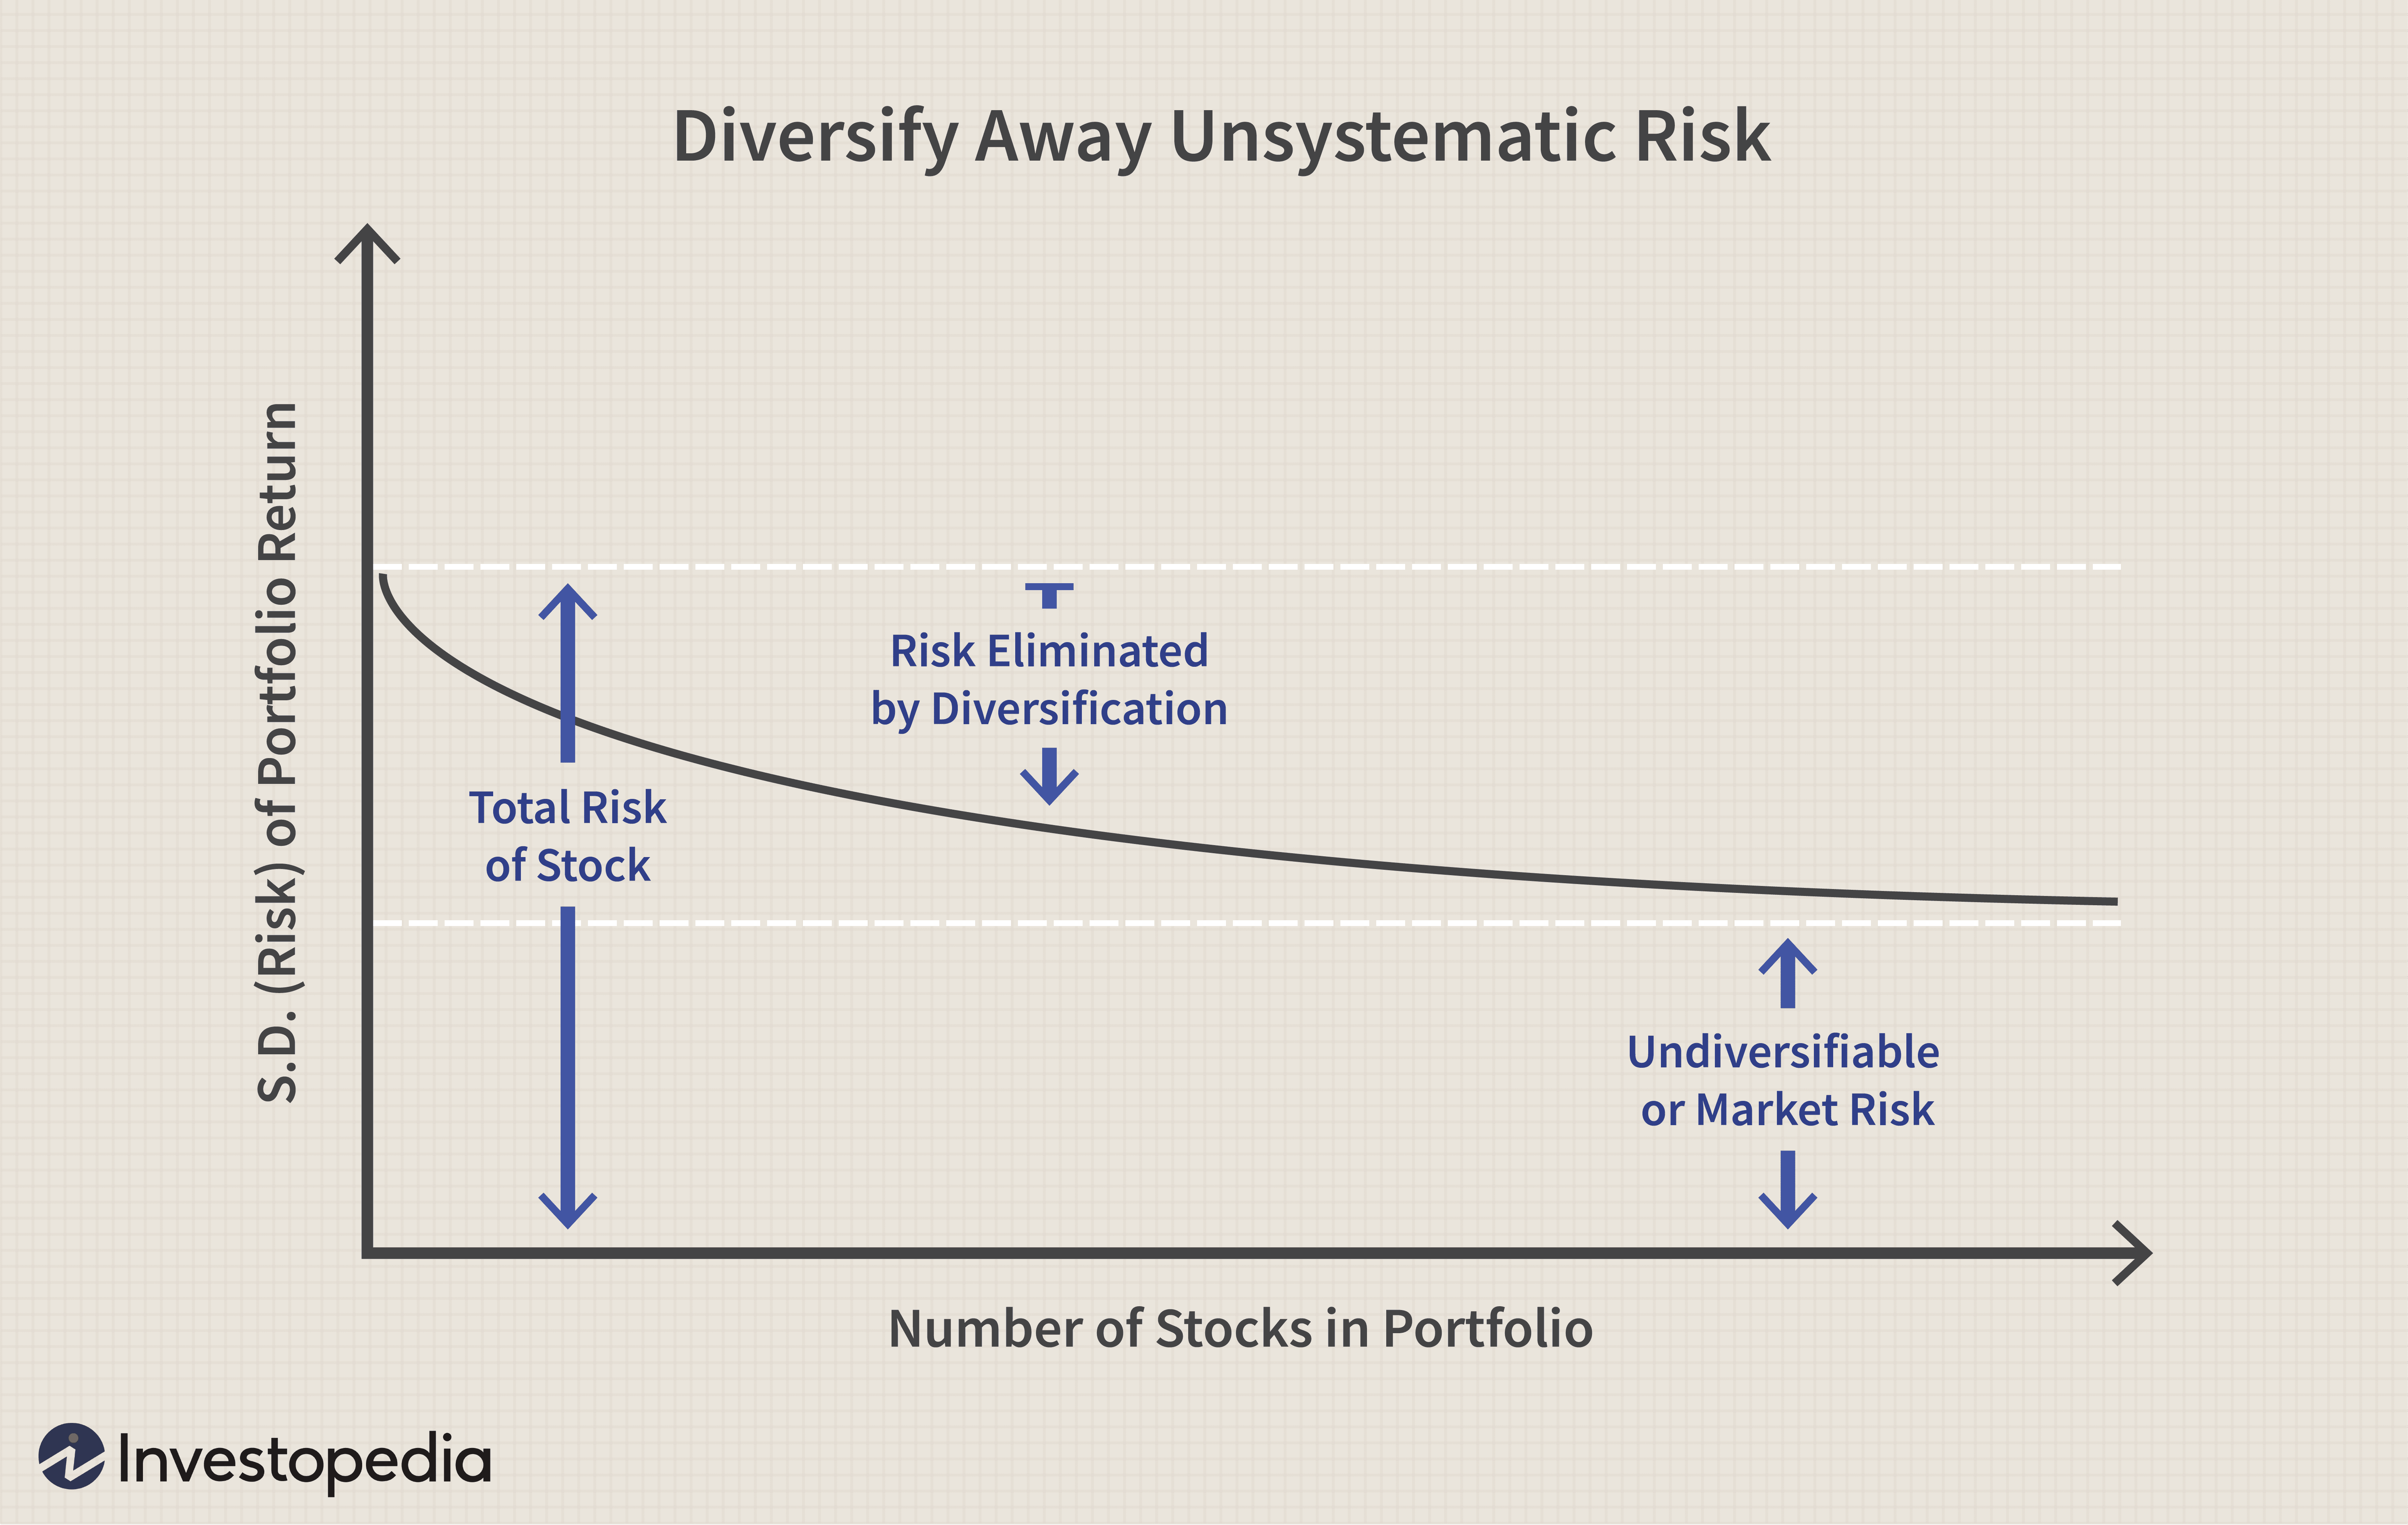 Diversify Away Unsystematic Risk
S.D. (Risk) of Portfolio Return
Risk Eliminated
by Diversification
Total Risk
of Stock
Undiversifiable
or Market Risk
Number of Stocks in Portfolio
Investopedia